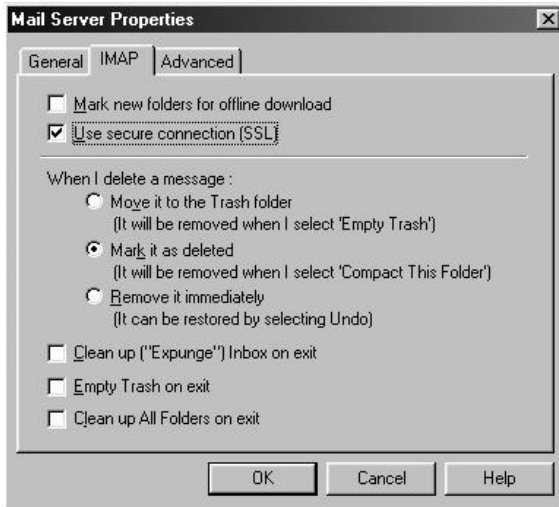 Mail Server Properties
General IMAP Advanced
Mark new folders for offline download
Use secure connection (SSL)
When I delete a message :
Move it to the Trash folder
(It will be removed when I select 'Empty Trash')
Mark it as deleted
(It will be removed when I select 'Compact This Folder')
Remove it immediately
(It can be restored by selecting Undo)
Clean up ("Expunge") Inbox on exit
Empty Trash on exit
Clean up All Folders on exit
OK Cancel Help